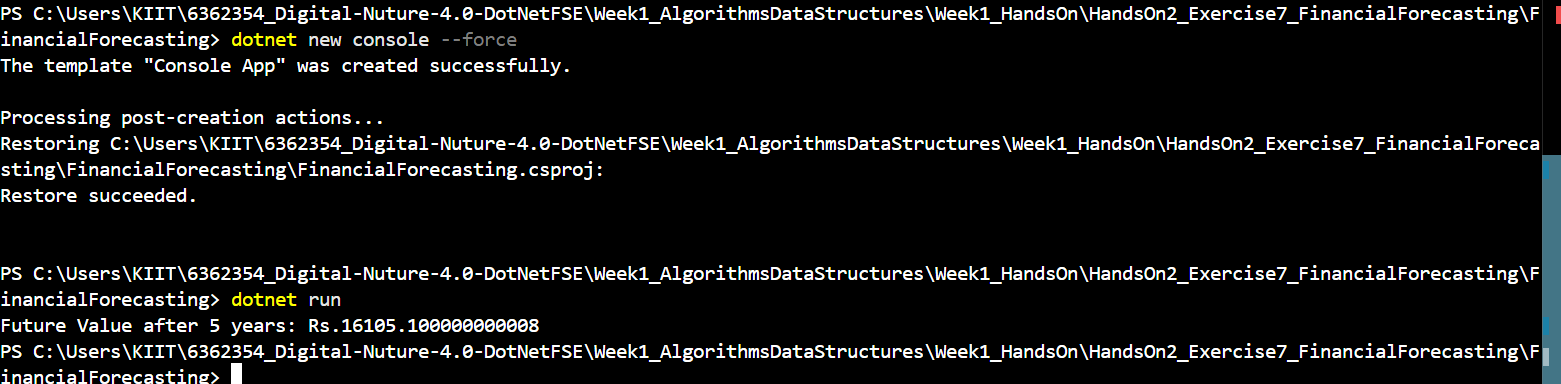 PS C:\Users\KIIT\6362354_Digital-Nuture-4.0-DotNetFSE\Week1_AlgorithmsDataStructures\Week1_HandsOn\HandsOn2_Exercise7_FinancialForecasting\F
inancialForecasting> dotnet new console --force
The template "Console App" was created successfully.
Processing post-creation actions...
Restoring C:\Users\KIIT\6362354_Digital-Nuture-4.0-DotNetFSE\Week1_AlgorithmsDataStructures\Week1_HandsOn\HandsOn2_Exercise7_FinancialForeca
sting\FinancialForecasting\FinancialForecasting.csproj:
Restore succeeded.
PS C:\Users\KIIT\6362354_Digital-Nuture-4.0-DotNetFSE\Week1_AlgorithmsDataStructures\Week1_HandsOn\HandsOn2_Exercise7_FinancialForecasting\F
inancialForecasting> dotnet run
Future Value after 5 years: Rs.16105.100000000008
PS C:\Users\KIIT\6362354_Digital-Nuture-4.0-DotNetFSE\Week1_AlgorithmsDataStructures\Week1_HandsOn\HandsOn2_Exercise7_FinancialForecasting\F
inancialForecasting>